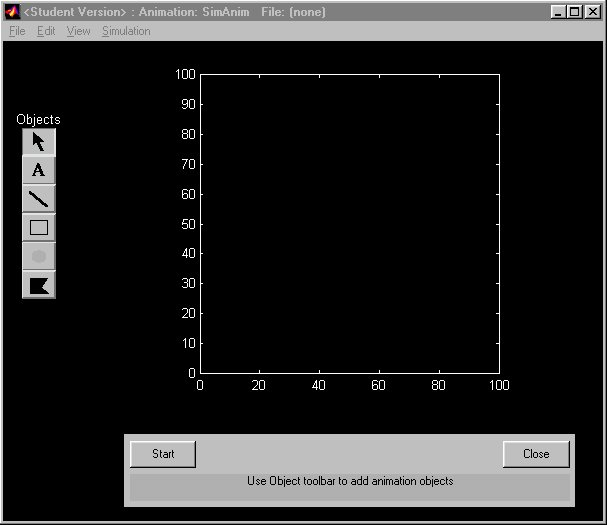 <Student Version> : Animation: SimAnim File: (none)
File Edit View Simulation
Objects
A
100
90
80
70
60
50
40
30
20
10
0
0 20 40 60 80 100
Start Close
Use Object toolbar to add animation objects